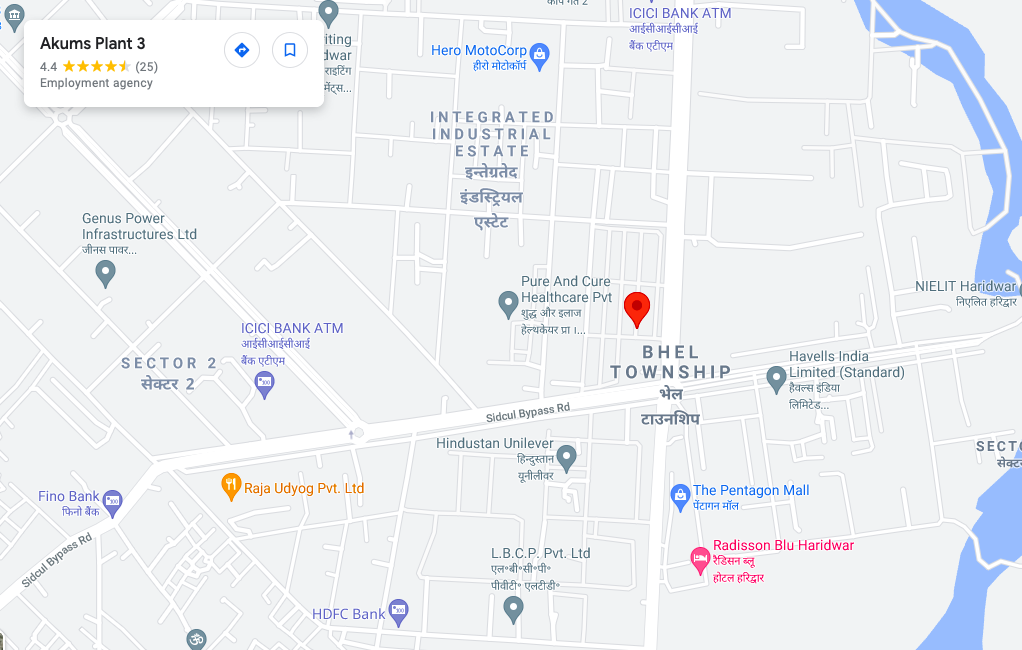 Akums Plant 3
4.4 (25)
Employment agency
iting
dwar
राइटिंग
मेंट्स...
ICICI BANK ATM
आईसीआईसीआई
बैंक एटीएम
Hero MotoCorp
हीरो मोटोकॉर्प
INTEGRATED
INDUSTRIAL
ESTATE
इन्तेग्रतेद
इंडस्ट्रियल
एस्टेट
Genus Power
Infrastructures Ltd
जीनस पावर...
Pure And Cure
Healthcare Pvt
शुद्ध और इलाज
हेल्थकेयर प्रा ।...
NIELIT Haridwar
निएलित हरिद्वार
ICICI BANK ATM
आईसीआईसीआई
बैंक एटीएम
SECTOR 2
सेक्टर 2
BHEL
TOWNSHIP
भेल
टाउनशिप
Havells India
Limited (Standard)
हैवल्स इंडिया
लिमिटेड...
Sidcul Bypass Rd
Hindustan Unilever
हिन्दुस्तान
यूनीलीवर
SECTO
सेक्ट
Raja Udyog Pvt. Ltd
The Pentagon Mall
पेंटागन मॉल
Fino Bank
फिनो बैंक
Sidcul Bypass Rd
Radisson Blu Haridwar
रैडिसन ब्लू
होटल हरिद्वार
L.B.C.P. Pvt. Ltd
एल॰बी॰सी॰पी॰
पीवीटी॰ एलटीडी॰
HDFC Bank
ॐ